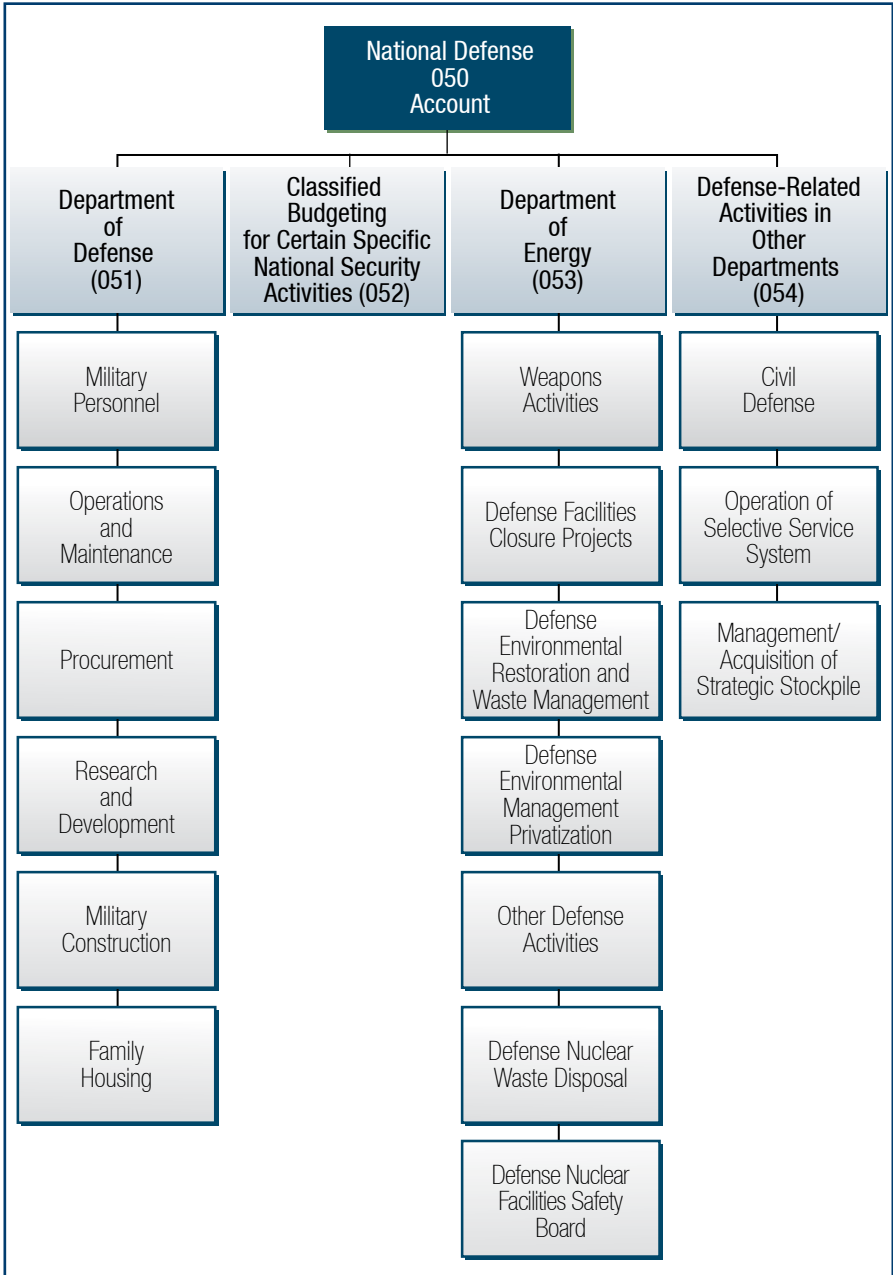 National Defense
050
Account
Department
of
Defense
(051)
Classified
Budgeting
for Certain Specific
National Security
Activities (052)
Department
of
Energy
(053)
Defense-Related
Activities in
Other
Departments
(054)
Military
Personnel
Operations
and
Maintenance
Procurement
Research
and
Development
Military
Construction
Family
Housing
Weapons
Activities
Defense Facilities
Closure Projects
Defense
Environmental
Restoration and
Waste Management
Defense
Environmental
Management
Privatization
Other Defense
Activities
Defense Nuclear
Waste Disposal
Defense Nuclear
Facilities Safety
Board
Civil
Defense
Operation of
Selective Service
System
Management/
Acquisition of
Strategic Stockpile